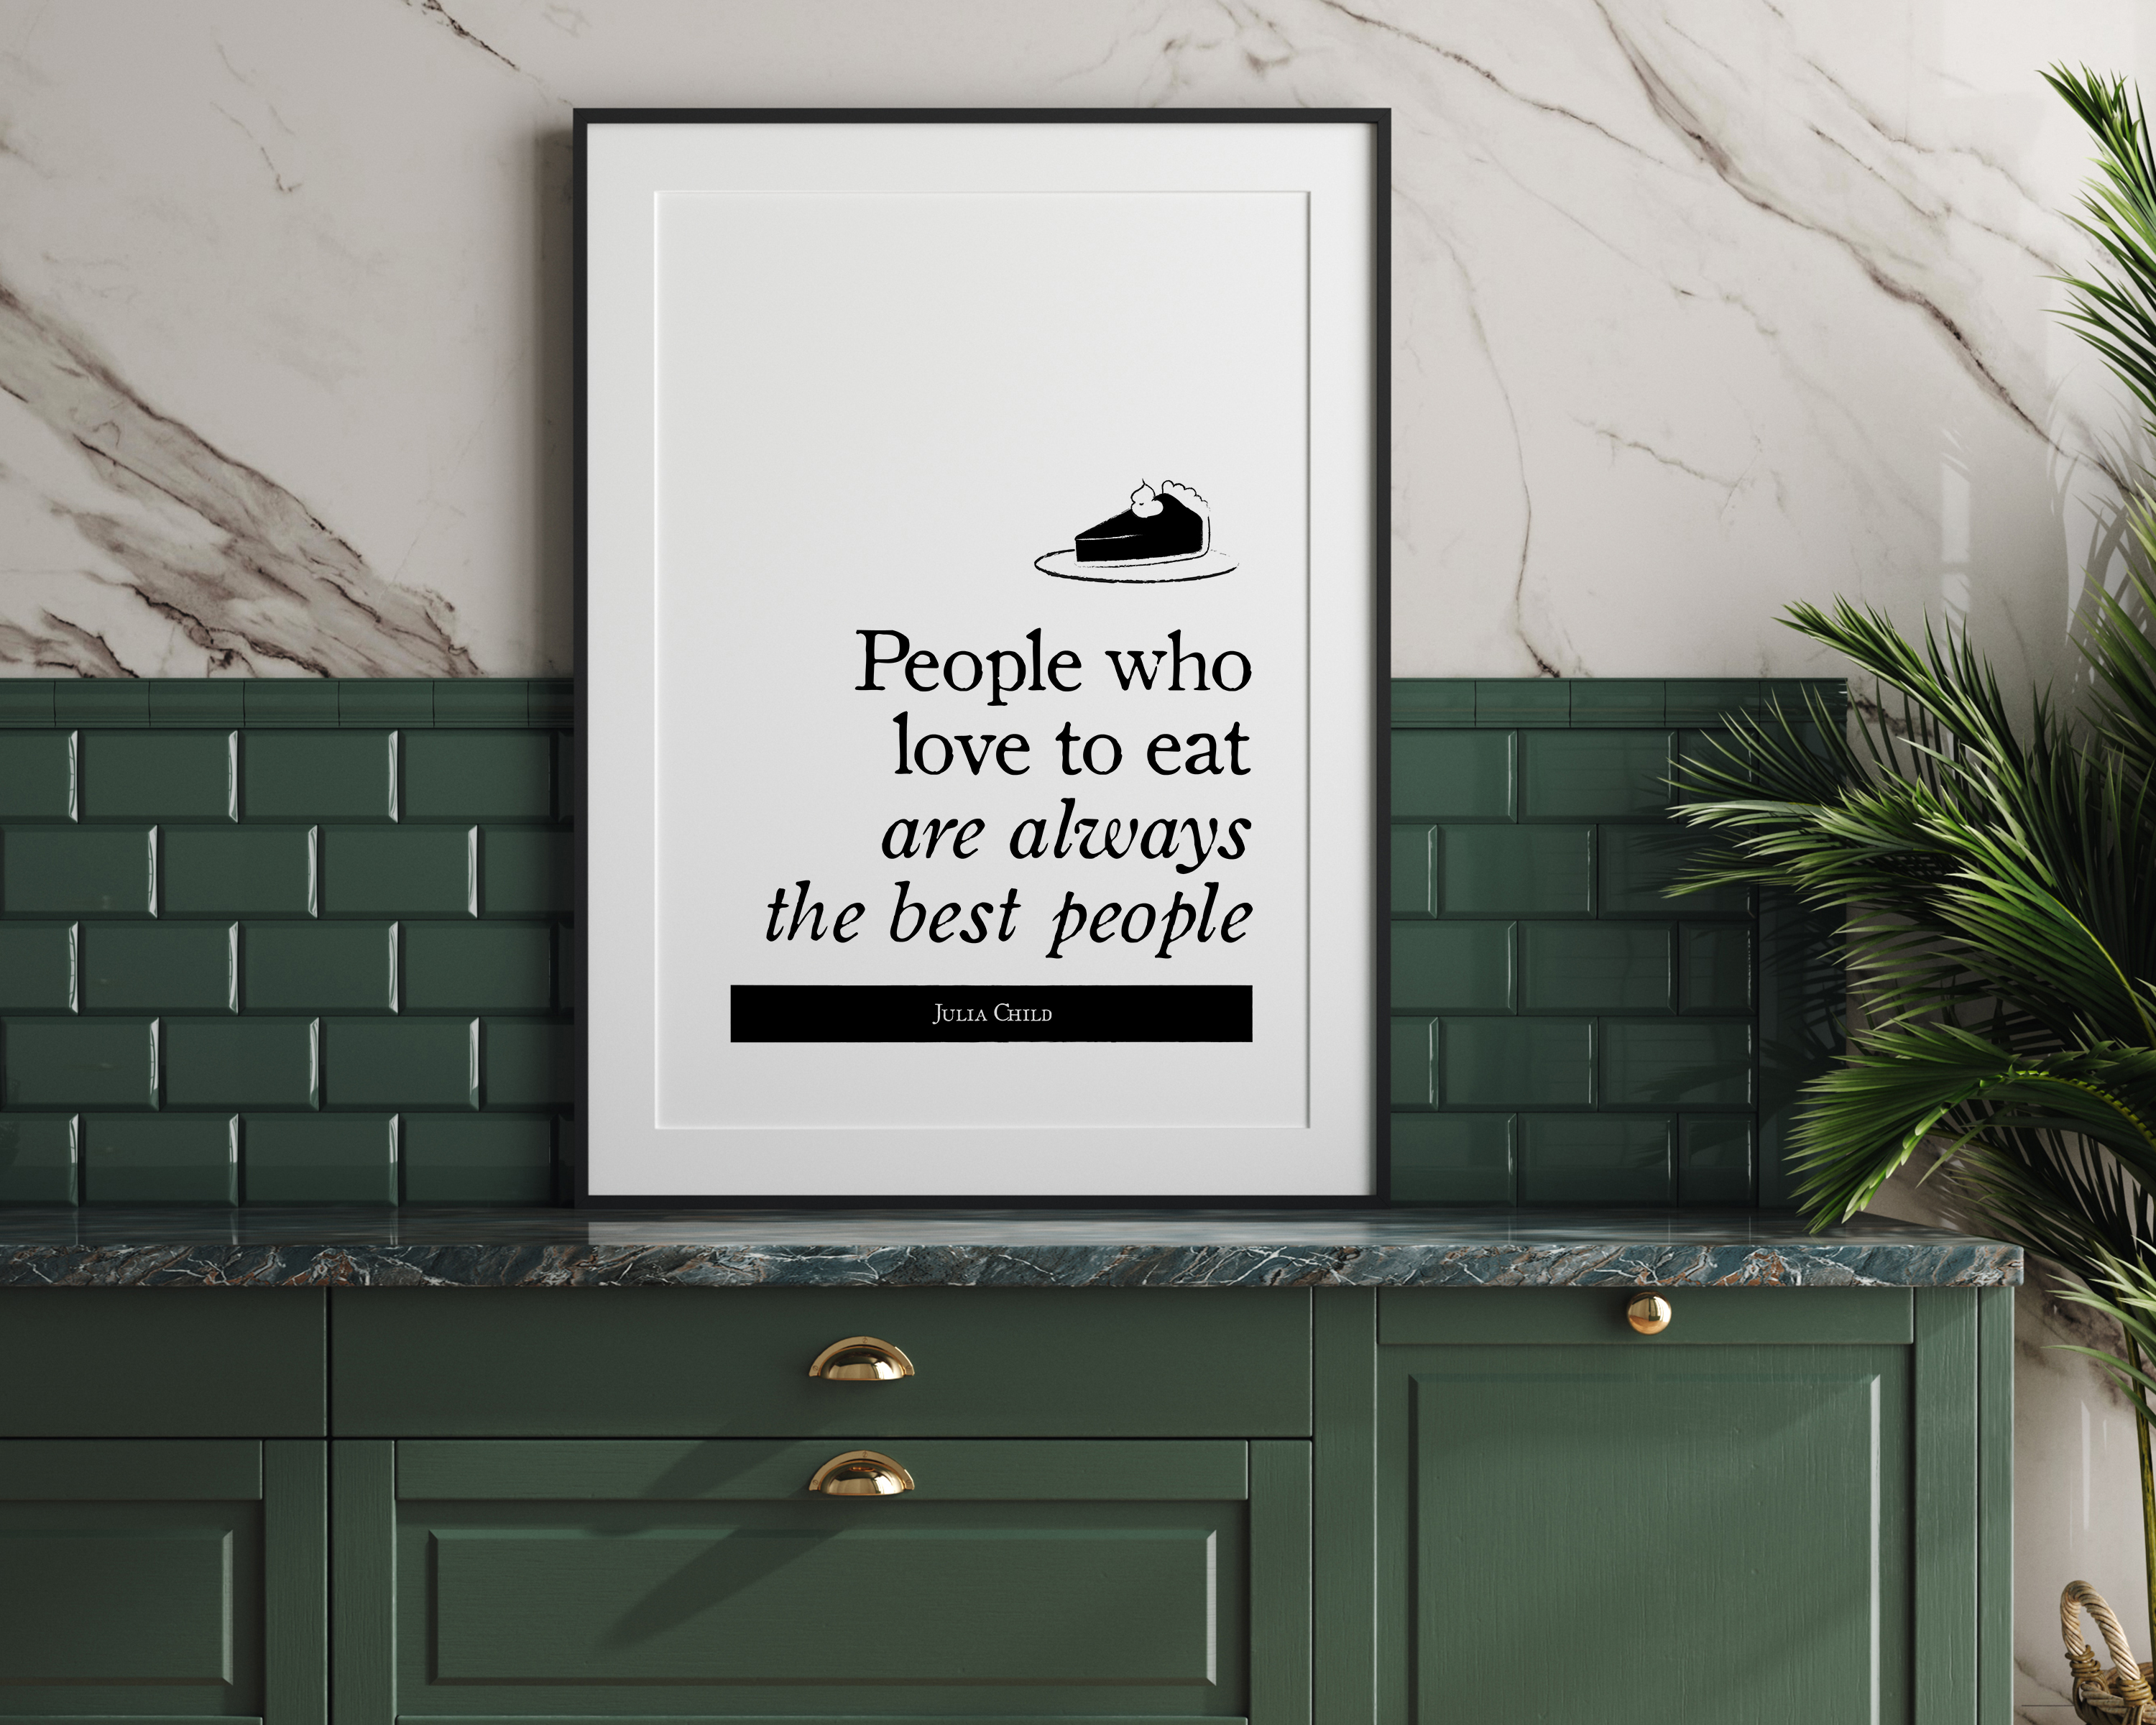 People who
love to eat
are always
the best people
Julia Child